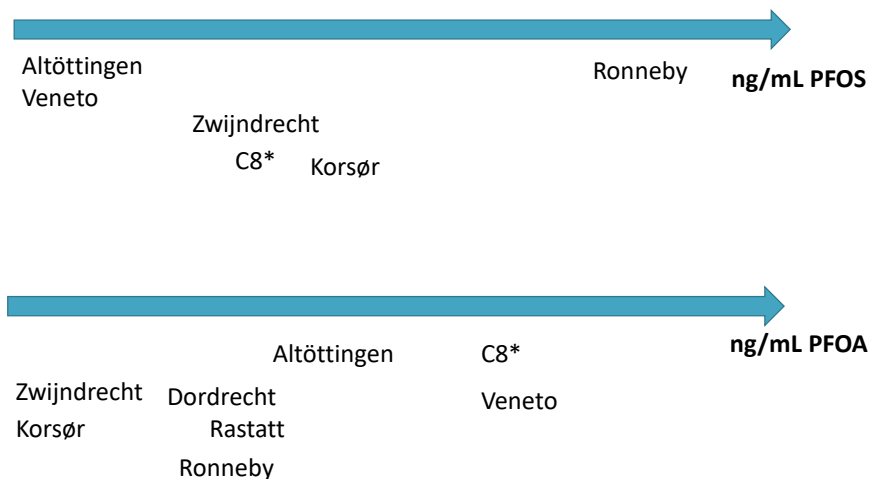 Altöttingen
Veneto
Ronneby
ng/mL PFOS
Zwijndrecht
C8*
Korsør
Altöttingen
C8*
ng/mL PFOA
Zwijndrecht
Dordrecht
Veneto
Korsør
Rastatt
Ronneby